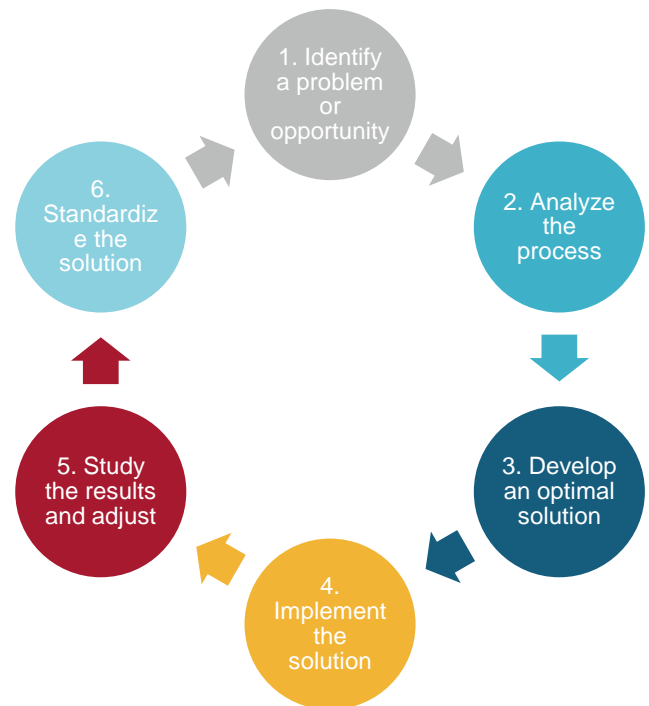 1. Identify
a problem
or
opportunity
2. Analyze
the
process
3. Develop
an optimal
solution
4.
Implement
the
solution
5. Study
the results
and adjust
6.
Standardiz
e the
solution